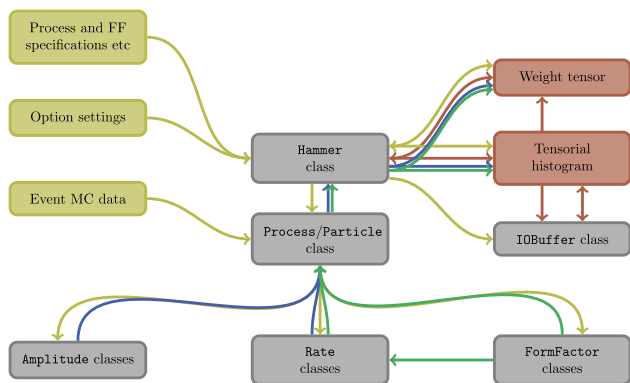 Process and FF
specifications etc
Option settings
Event MC data
Hammer
class
Process/Particle
class
Weight tensor
Tensorial
histogram
IOBuffer class
Amplitude classes
Rate
classes
FormFactor
classes